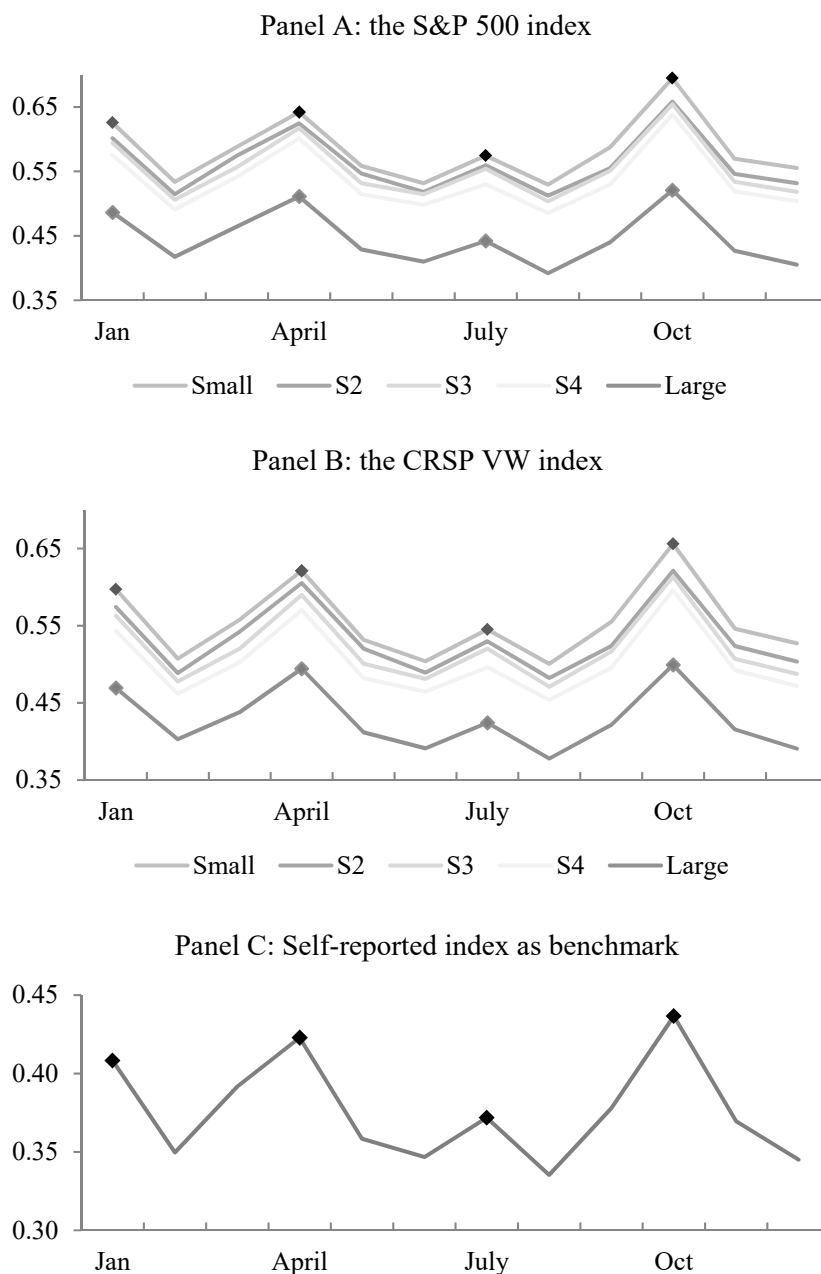 Panel A: the S&P 500 index
0.65
0.55
0.45
0.35
Jan April July Oct
Small S2 S3 S4 Large
Panel B: the CRSP VW index
0.65
0.55
0.45
0.35
Jan April July Oct
Small S2 S3 S4 Large
Panel C: Self-reported index as benchmark
0.45
0.40
0.35
0.30
Jan April July Oct